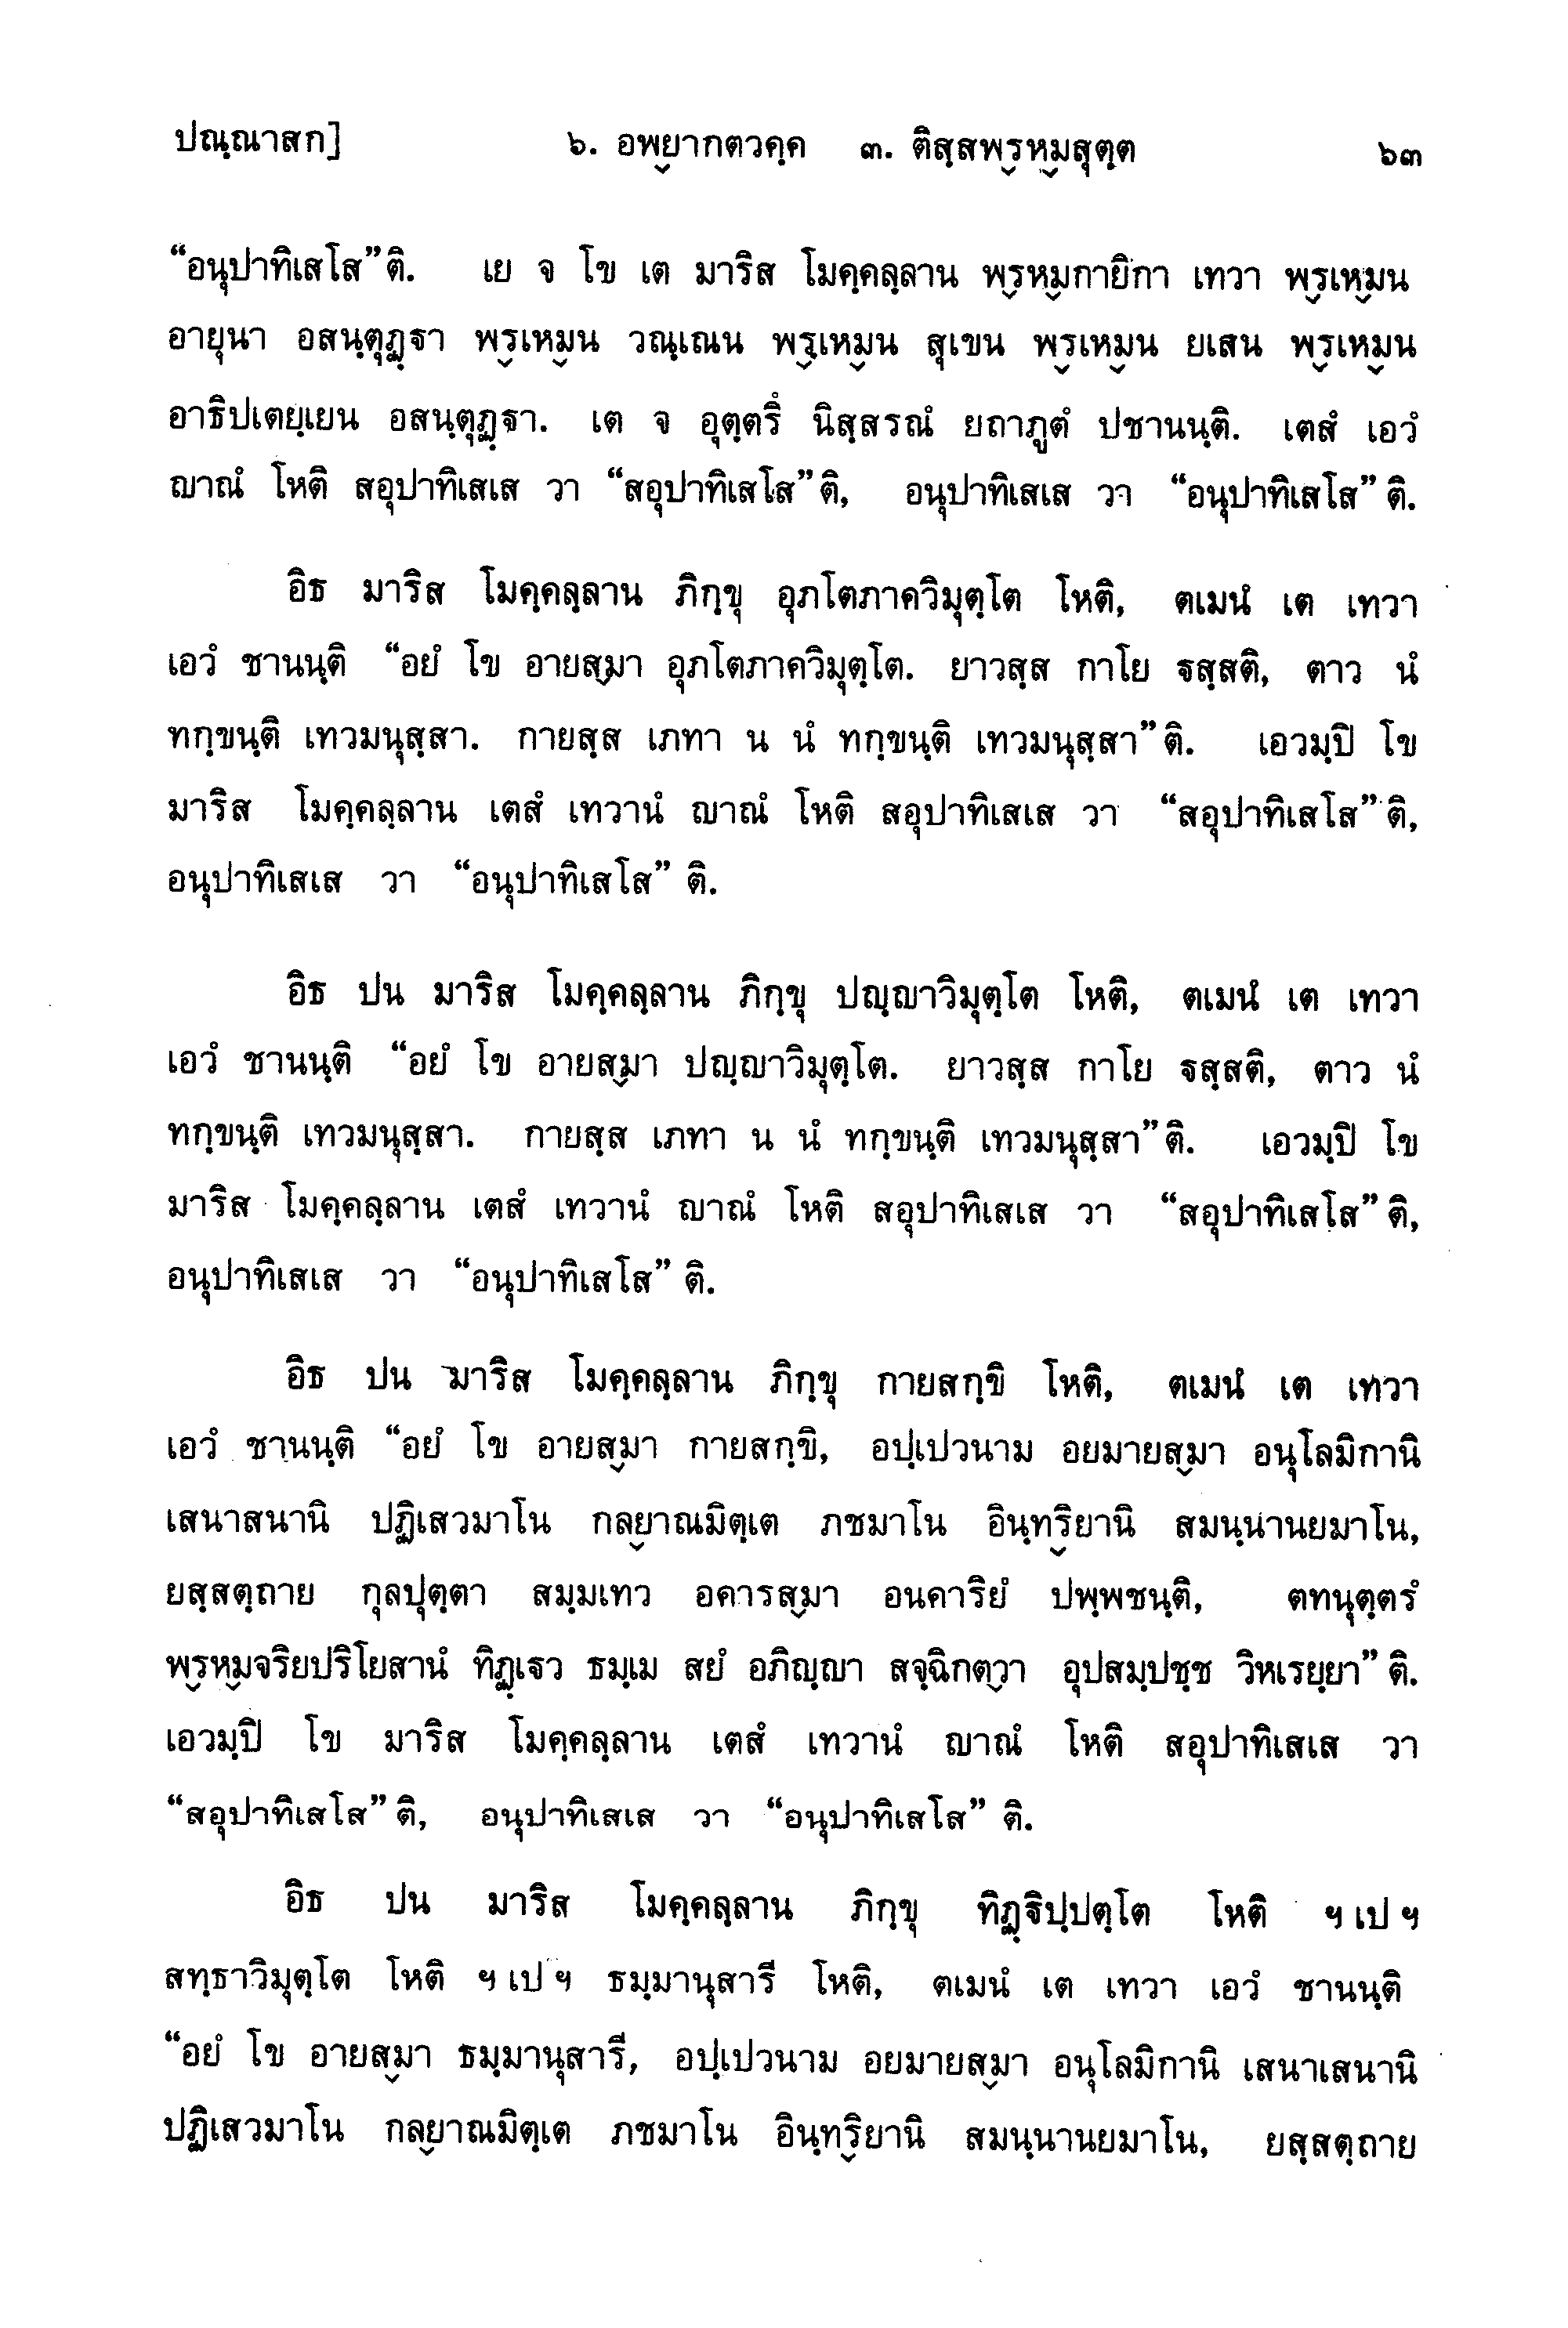 ปณฺณาสก]	๖. อพฺยากตวคฺค	๓. ติสฺสพฺรหฺมสุตฺต	๖๓
“อนุปาทิเสโส”ติ. เย จ โข เต มาริส โมคฺคลฺลาน พฺรหฺมกายิกา เทวา พฺรเหฺมน
อายุนา อสนฺตุฏฺฐา พฺรเหฺมน วณฺเณน พฺรเหฺมน สุเขน พฺรเหฺมน ยเสน พฺรเหฺมน
อาธิปเตยฺเยน อสนฺตุฏฺฐา. เต จ อุตฺตรึ นิสฺสรณํ ยถาภูตํ ปชานนฺติ. เตสํ เอวํ
ญาณํ โหติ สอุปาทิเสเส วา “สอุปาทิเสโส”ติ, อนุปาทิเสเส วา “อนุปาทิเสโส” ติ.
อิธ มาริส โมคฺคลฺลาน ภิกฺขุ อุภโตภาควิมุตฺโต โหติ, ตเมนํ เต เทวา
เอวํ ชานนฺติ “อยํ โข อายสฺมา อุภโตภาควิมุตฺโต. ยาวสฺส กาโย ฐสฺสติ, ตาว นํ
ทกฺขนฺติ เทวมนุสฺสา. กายสฺส เภทา น นํ ทกฺขนฺติ เทวมนุสฺสา”ติ. เอวมฺปิ โข
มาริส โมคฺคลฺลาน เตสํ เทวานํ ญาณํ โหติ สอุปาทิเสเส วา “สอุปาทิเสโส” ติ,
อนุปาทิเสเส วา “อนุปาทิเสโส” ติ.
อิธ ปน มาริส โมคฺคลฺลาน ภิกฺขุ ปญฺญาวิมุตฺโต โหติ, ตเมนํ เต เทวา
เอวํ ชานนฺติ “อยํ โข อายสฺมา ปญฺญาวิมุตฺโต. ยาวสฺส กาโย ฐสฺสติ, ตาว นํ
ทกฺขนฺติ เทวมนุสฺสา. กายสฺส เภทา น นํ ทกฺขนฺติ เทวมนุสฺสา”ติ. เอวมฺปิ โข
มาริส โมคฺคลฺลาน เตสํ เทวานํ ญาณํ โหติ สอุปาทิเสเส วา “สอุปาทิเสโส” ติ,
อนุปาทิเสเส วา “อนุปาทิเสโส” ติ.
อิธ ปน มาริส โมคฺคลฺลาน ภิกฺขุ กายสกฺขิ โหติ, ตเมนํ เต เทวา
เอวํ ชานนฺติ “อยํ โข อายสฺมา กายสกฺขิ, อปฺเปวนาม อยมายสฺมา อนุโลมิกานิ
เสนาสนานิ ปฏิเสวมาโน กลฺยาณมิตฺเต ภชมาโน อินฺทฺริยานิ สมนฺนานยมาโน,
ยสฺสตฺถาย กุลปุตฺตา สมฺมเทว อคารสฺมา อนคาริยํ ปพฺพชนฺติ, ตทนุตฺตรํ
พฺรหฺมจริยปริโยสานํ ทิฏฺเฐว ธมฺเม สยํ อภิญฺญา สจฺฉิกตฺวา อุปสมฺปชฺช วิหเรยฺยา” ติ.
เอวมฺปิ โข มาริส โมคฺคลฺลาน เตสํ เทวานํ ญาณํ โหติ สอุปาทิเสเส วา
“สอุปาทิเสโส” ติ, อนุปาทิเสเส วา “อนุปาทิเสโส” ติ.
อิธ ปน มาริส โมคฺคลฺลาน ภิกฺขุ ทิฏฺฐิปฺปตฺโต โหติ ฯ เป ฯ
สทฺธาวิมุตฺโต โหติ ฯ เป ฯ ธมฺมานุสารี โหติ, ตเมนํ เต เทวา เอวํ ชานนฺติ
“อยํ โข อายสฺมา ธมฺมานุสารี, อปฺเปวนาม อยมายสฺมา อนุโลมิกานิ เสนาเสนานิ
ปฏิเสวมาโน กลฺยาณมิตฺเต ภชมาโน อินฺทฺริยานิ สมนฺนานยมาโน, ยสฺสตฺถาย